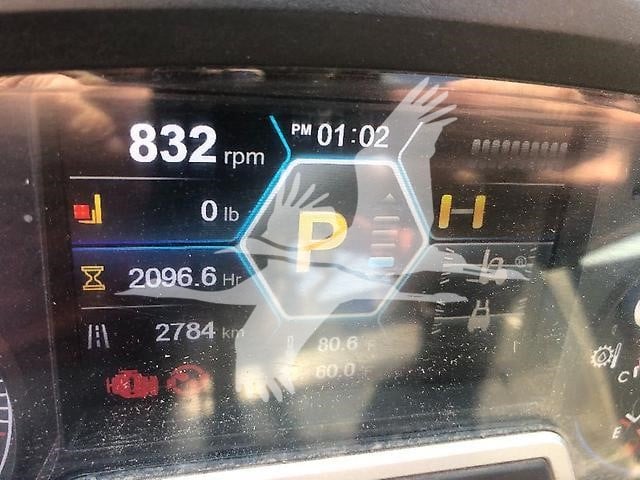 832 rpm
PM 01:02
0 lb
P
2096.6 Hr
2784 km
80.6 °F
60.0 °F
®
C
E